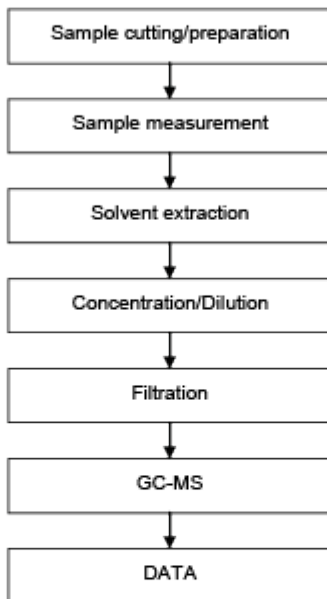 Sample cutting/preparation
Sample measurement
Solvent extraction
Concentration/Dilution
Filtration
GC-MS
DATA